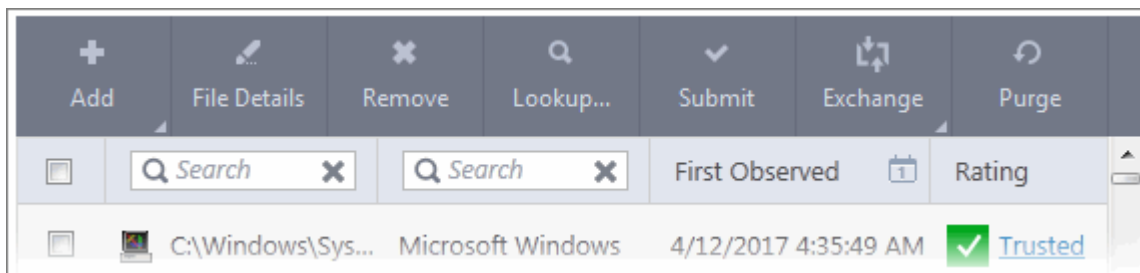 Add File Details Remove Lookup... Submit Exchange Purge
Search Search First Observed 1 Rating
C:\Windows\Sys... Microsoft Windows 4/12/2017 4:35:49 AM Trusted